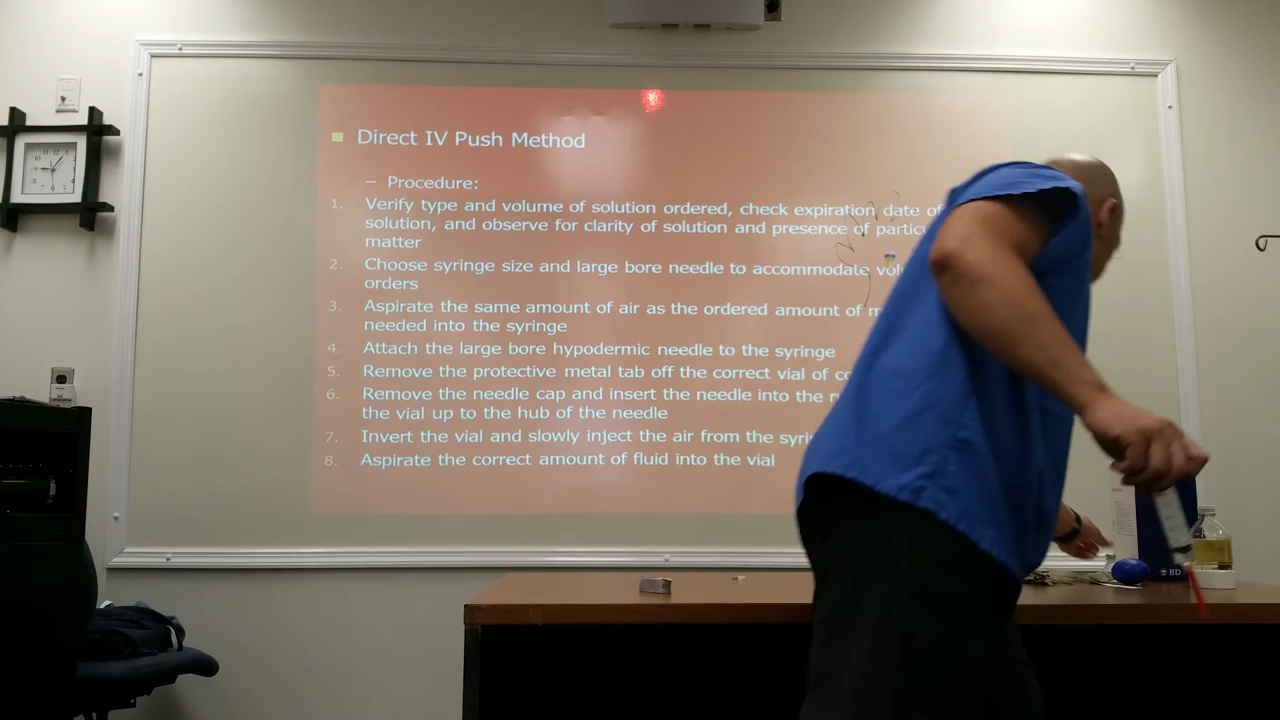 Direct IV Push Method
– Procedure:
1. Verify type and volume of solution ordered, check expiration date of
solution, and observe for clarity of solution and presence of
matter
2. Choose syringe size and large bore needle to accommodate
orders
3. Aspirate the same amount of air as the ordered amount of
needed into the syringe
4. Attach the large bore hypodermic needle to the syringe
5. Remove the protective metal tab off the correct vial of
6. Remove the needle cap and insert the needle into the
the vial up to the hub of the needle
7. Invert the vial and slowly inject the air from the
8. Aspirate the correct amount of fluid into the vial
BD